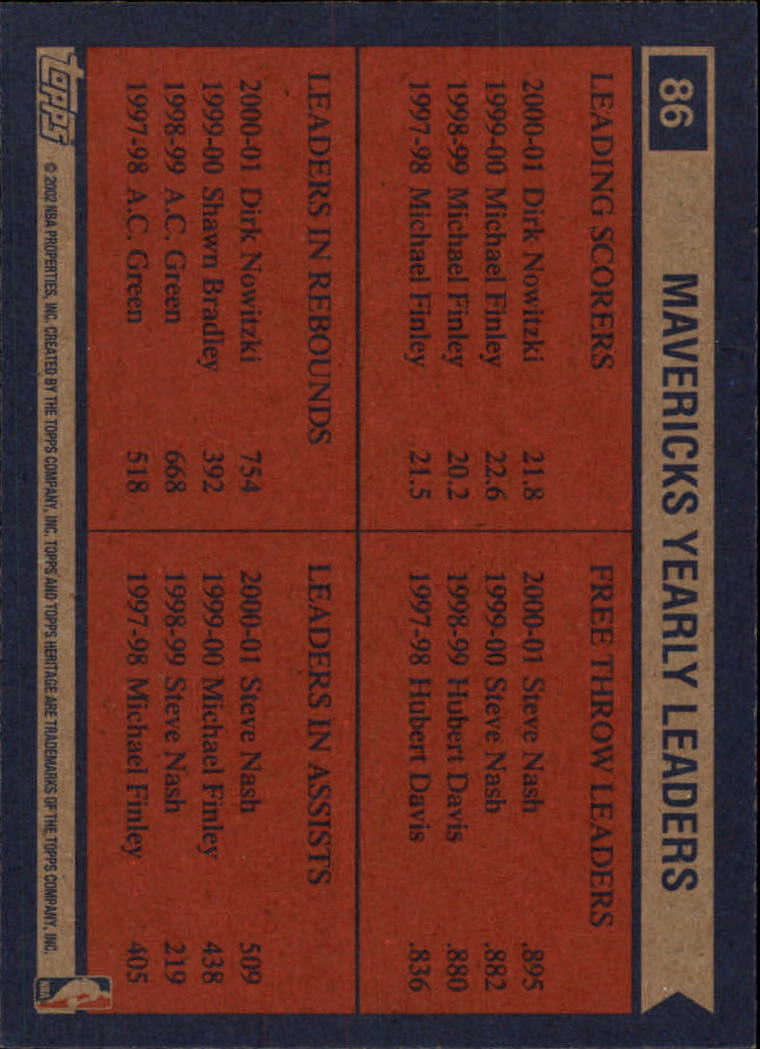 86
MAVERICKS YEARLY LEADERS
LEADING SCORERS
2000-01 Dirk Nowitzki 21.8
1999-00 Michael Finley 22.6
1998-99 Michael Finley 20.2
1997-98 Michael Finley 21.5
FREE THROW LEADERS
2000-01 Steve Nash .895
1999-00 Steve Nash .882
1998-99 Hubert Davis .880
1997-98 Hubert Davis .836
LEADERS IN REBOUNDS
2000-01 Dirk Nowitzki 754
1999-00 Shawn Bradley 392
1998-99 A.C. Green 668
1997-98 A.C. Green 518
LEADERS IN ASSISTS
2000-01 Steve Nash 509
1999-00 Michael Finley 438
1998-99 Steve Nash 219
1997-98 Michael Finley 405
topps © 2002 NBA PROPERTIES, INC. CREATED BY THE TOPPS COMPANY, INC. TOPPS AND TOPPS HERITAGE ARE TRADEMARKS OF THE TOPPS COMPANY, INC. NBA